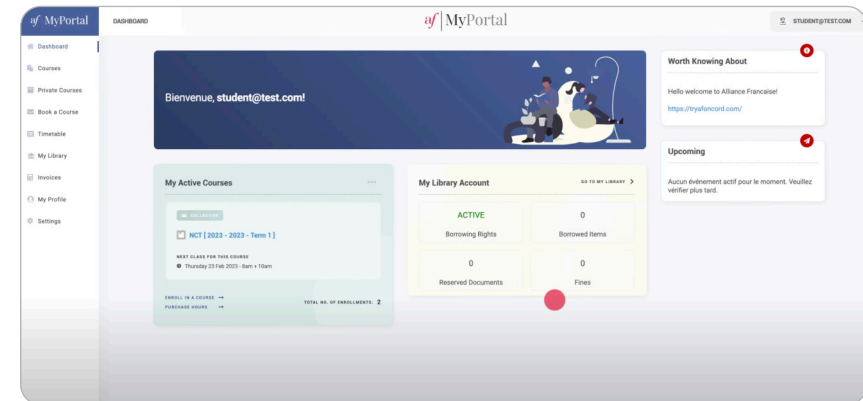 af MyPortal
DASHBOARD
af MyPortal
STUDENT@TEST.COM
Dashboard
Courses
Private Courses
Book a Course
Timetable
My Library
Invoices
My Profile
Settings
Bienvenue, student@test.com!
My Active Courses
COLLECTIVE
NCT [ 2023 - 2023 - Term 1 ]
NEXT CLASS FOR THIS COURSE
Thursday 23 Feb 2023 - 8am > 10am
ENROLL IN A COURSE →
PURCHASE HOURS →
TOTAL NO. OF ENROLLMENTS: 2
My Library Account
GO TO MY LIBRARY >
ACTIVE
Borrowing Rights
0
Borrowed Items
0
Reserved Documents
0
Fines
Worth Knowing About
Hello welcome to Alliance Francaise!
https://tryafoncord.com/
Upcoming
Aucun événement actif pour le moment. Veuillez
vérifier plus tard.